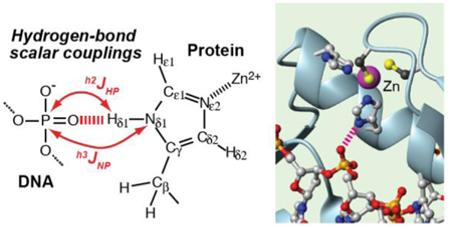 Hydrogen-bond
scalar couplings
Protein
Hε1
Zn2+
h2JHP
Cε1
Nε2
O-
O P O Hδ1 Nδ1
O
h3JNP
Cγ Cδ2
Hδ2
DNA
H Cβ
H
Zn